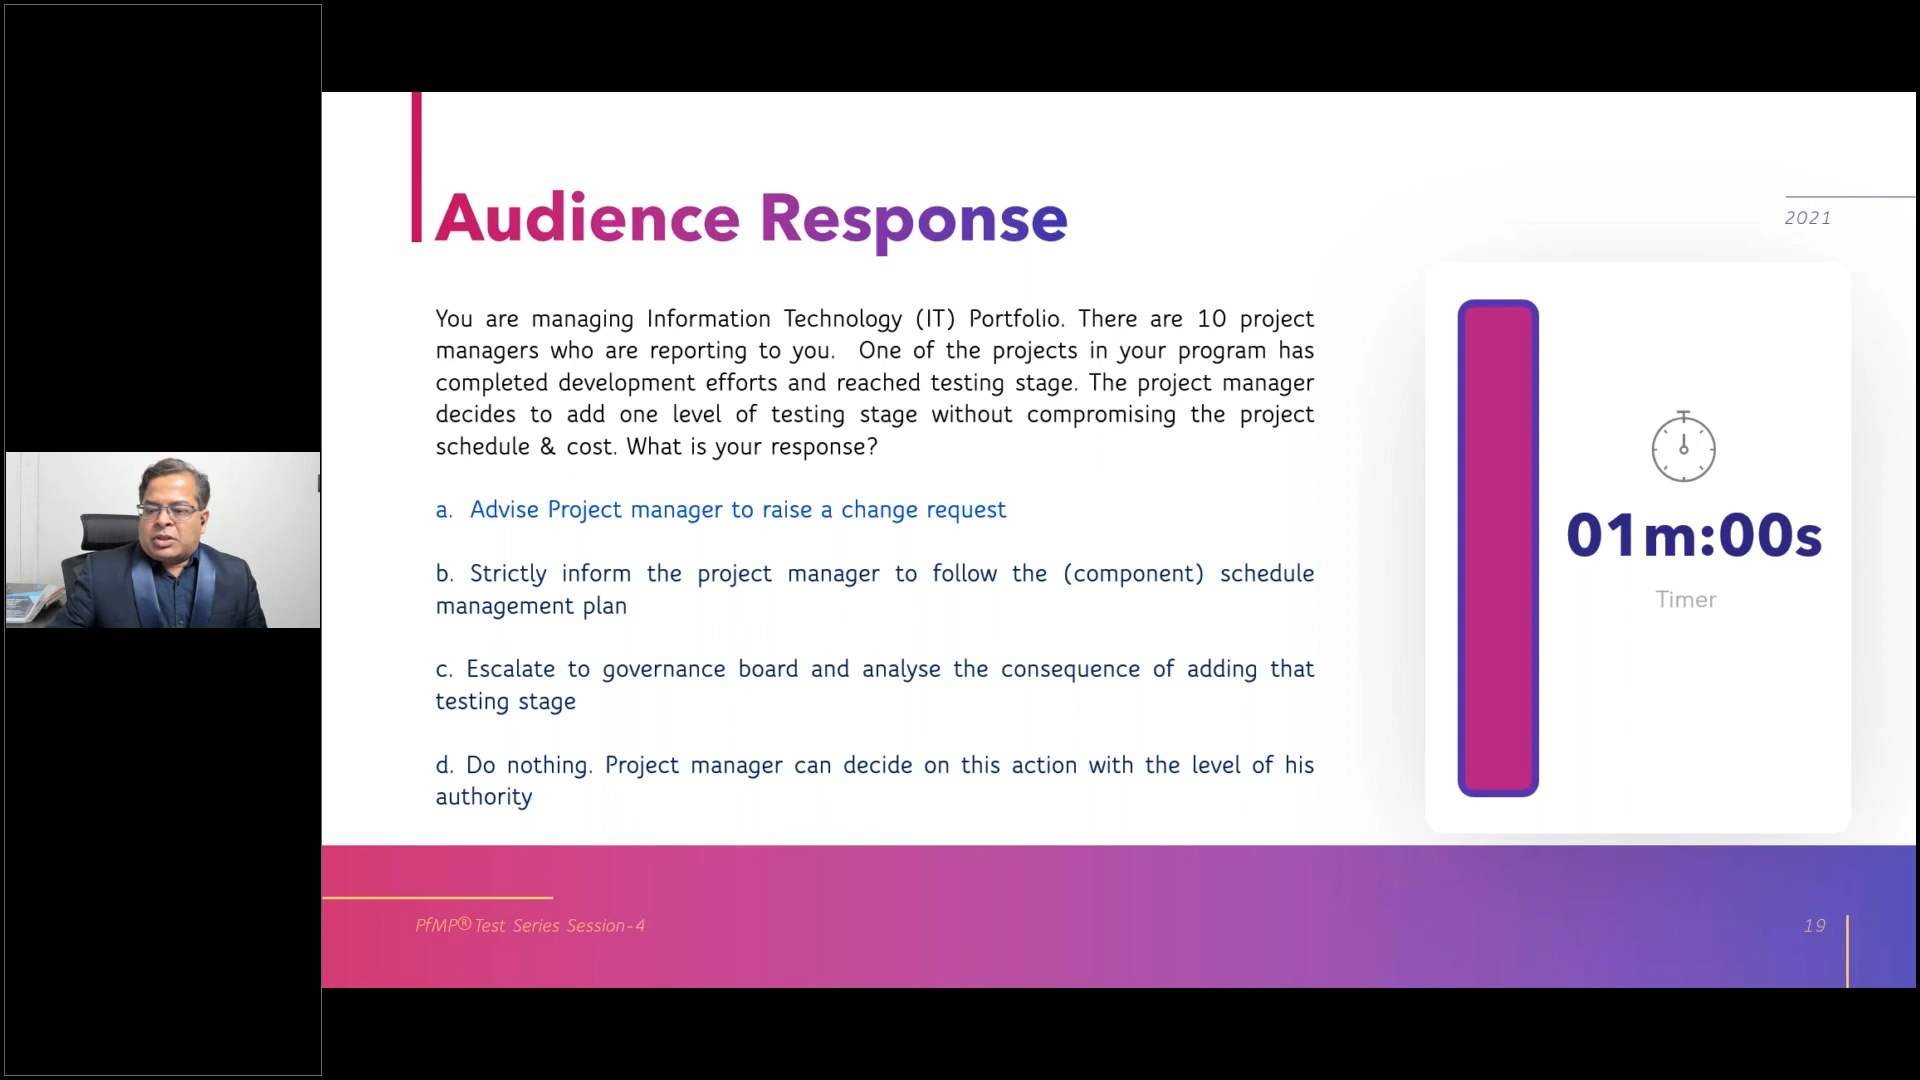 Audience Response
2021
You are managing Information Technology (IT) Portfolio. There are 10 project
managers who are reporting to you. One of the projects in your program has
completed development efforts and reached testing stage. The project manager
decides to add one level of testing stage without compromising the project
schedule & cost. What is your response?
a. Advise Project manager to raise a change request
b. Strictly inform the project manager to follow the (component) schedule
management plan
c. Escalate to governance board and analyse the consequence of adding that
testing stage
d. Do nothing. Project manager can decide on this action with the level of his
authority
01m:00s
Timer
PfMP® Test Series Session-4
19